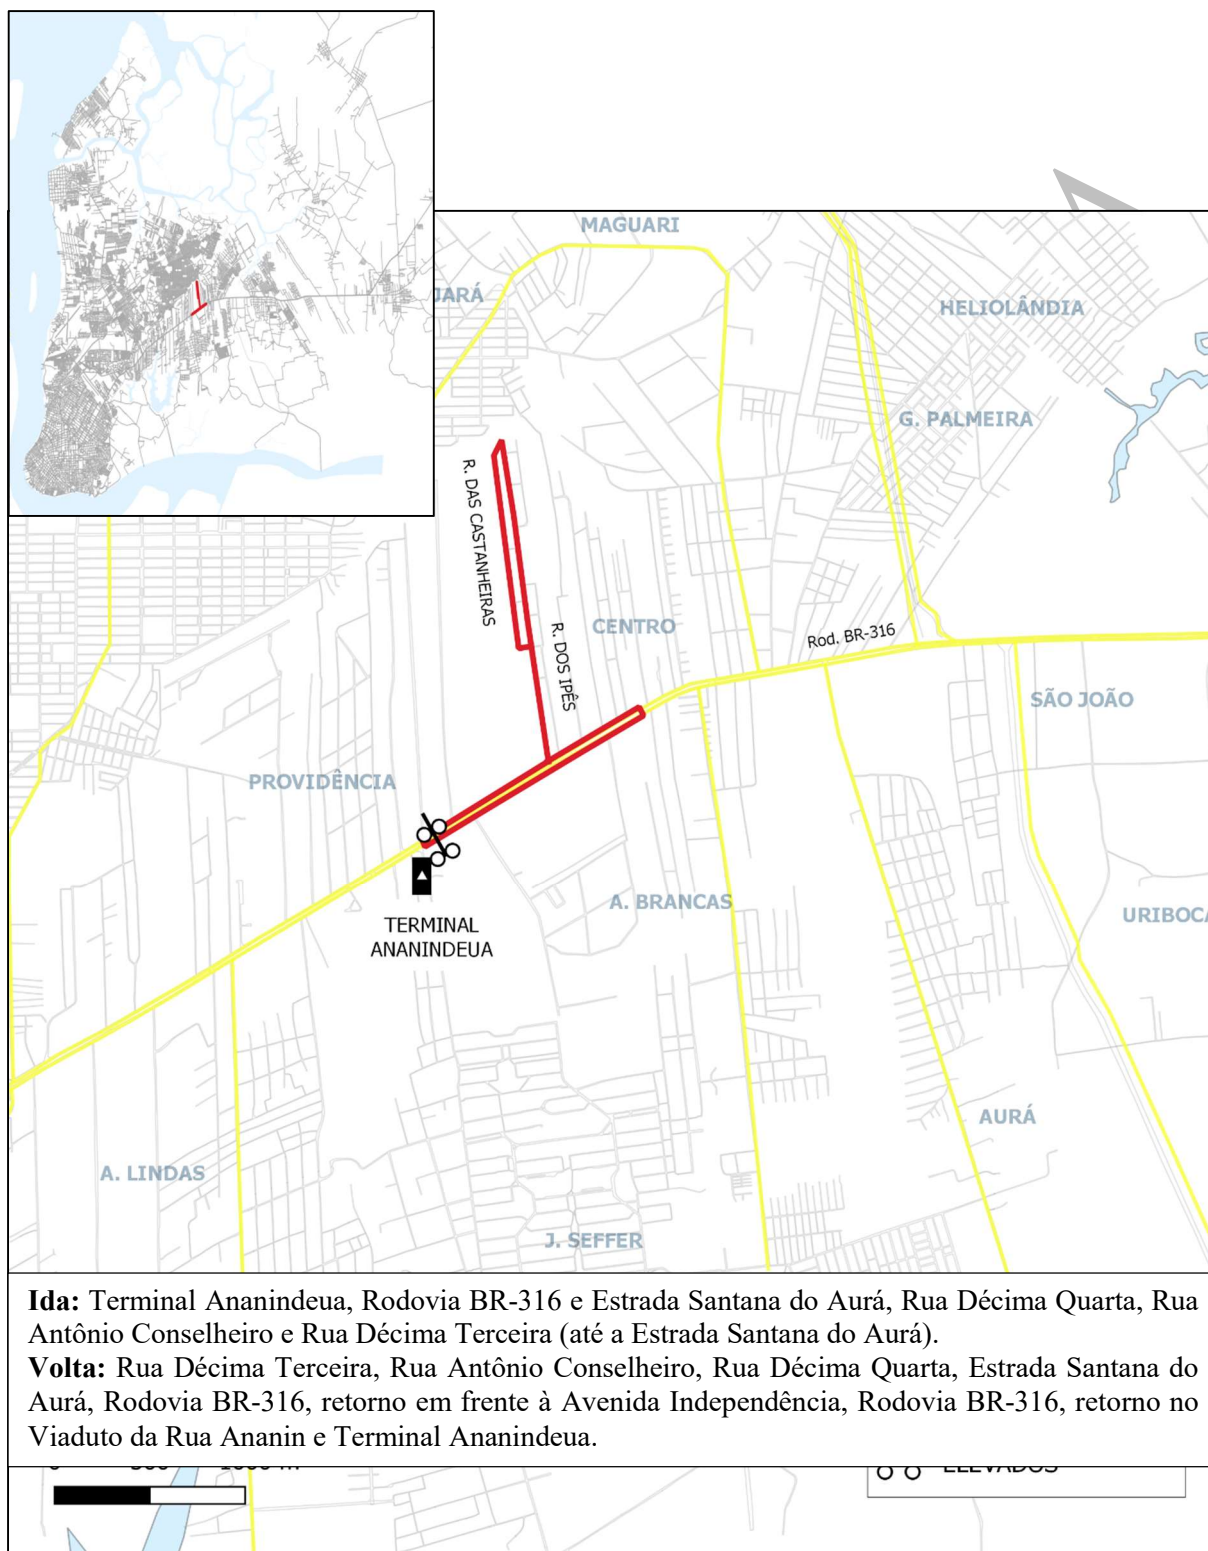 MAGUARI
JARÁ
HELIOLÂNDIA
G. PALMEIRA
R. DAS CASTANHEIRAS
R. DOS IPÊS
CENTRO
Rod. BR-316
SÃO JOÃO
PROVIDÊNCIA
TERMINAL
ANANINDEUA
A. BRANCAS
URIBOCA
AURÁ
A. LINDAS
J. SEFFER
Ida: Terminal Ananindeua, Rodovia BR-316 e Estrada Santana do Aurá, Rua Décima Quarta, Rua
Antônio Conselheiro e Rua Décima Terceira (até a Estrada Santana do Aurá).
Volta: Rua Décima Terceira, Rua Antônio Conselheiro, Rua Décima Quarta, Estrada Santana do
Aurá, Rodovia BR-316, retorno em frente à Avenida Independência, Rodovia BR-316, retorno no
Viaduto da Rua Ananin e Terminal Ananindeua.
0 500 1000 m
ELEVADOS